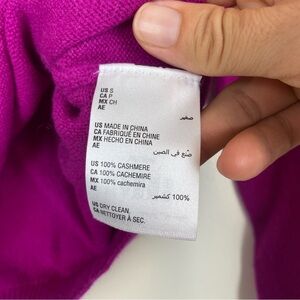 US S
CA P
MX CH
AE
صغير
US MADE IN CHINA
CA FABRIQUÉ EN CHINE
MX HECHO EN CHINA
AE
صنع في الصين
US 100% CASHMERE
CA 100% CACHEMIRE
MX 100% cachemira
AE
100% كشمير
US DRY CLEAN.
CA NETTOYER À SEC.